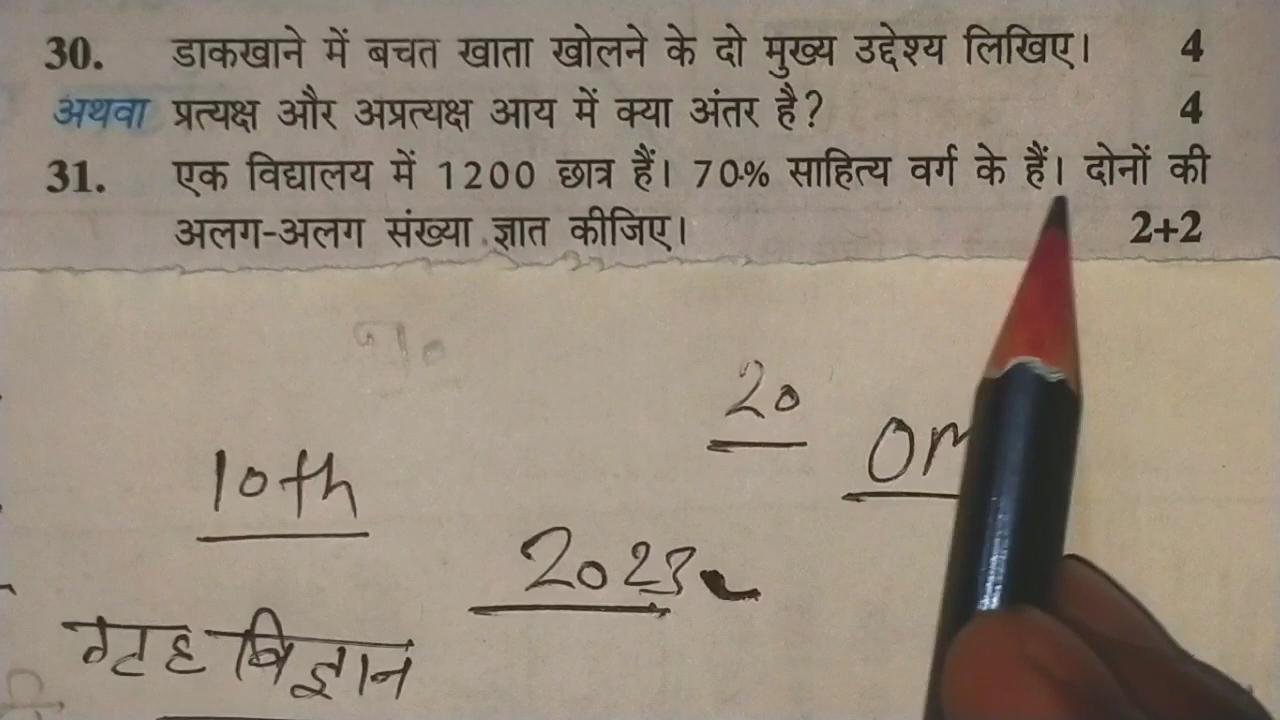 30. डाकखाने में बचत खाता खोलने के दो मुख्य उद्देश्य लिखिए। 4
अथवा प्रत्यक्ष और अप्रत्यक्ष आय में क्या अंतर है? 4
31. एक विद्यालय में 1200 छात्र हैं। 70% साहित्य वर्ग के हैं। दोनों की
अलग-अलग संख्या ज्ञात कीजिए। 2+2
20
10th
2023
गृह विज्ञान